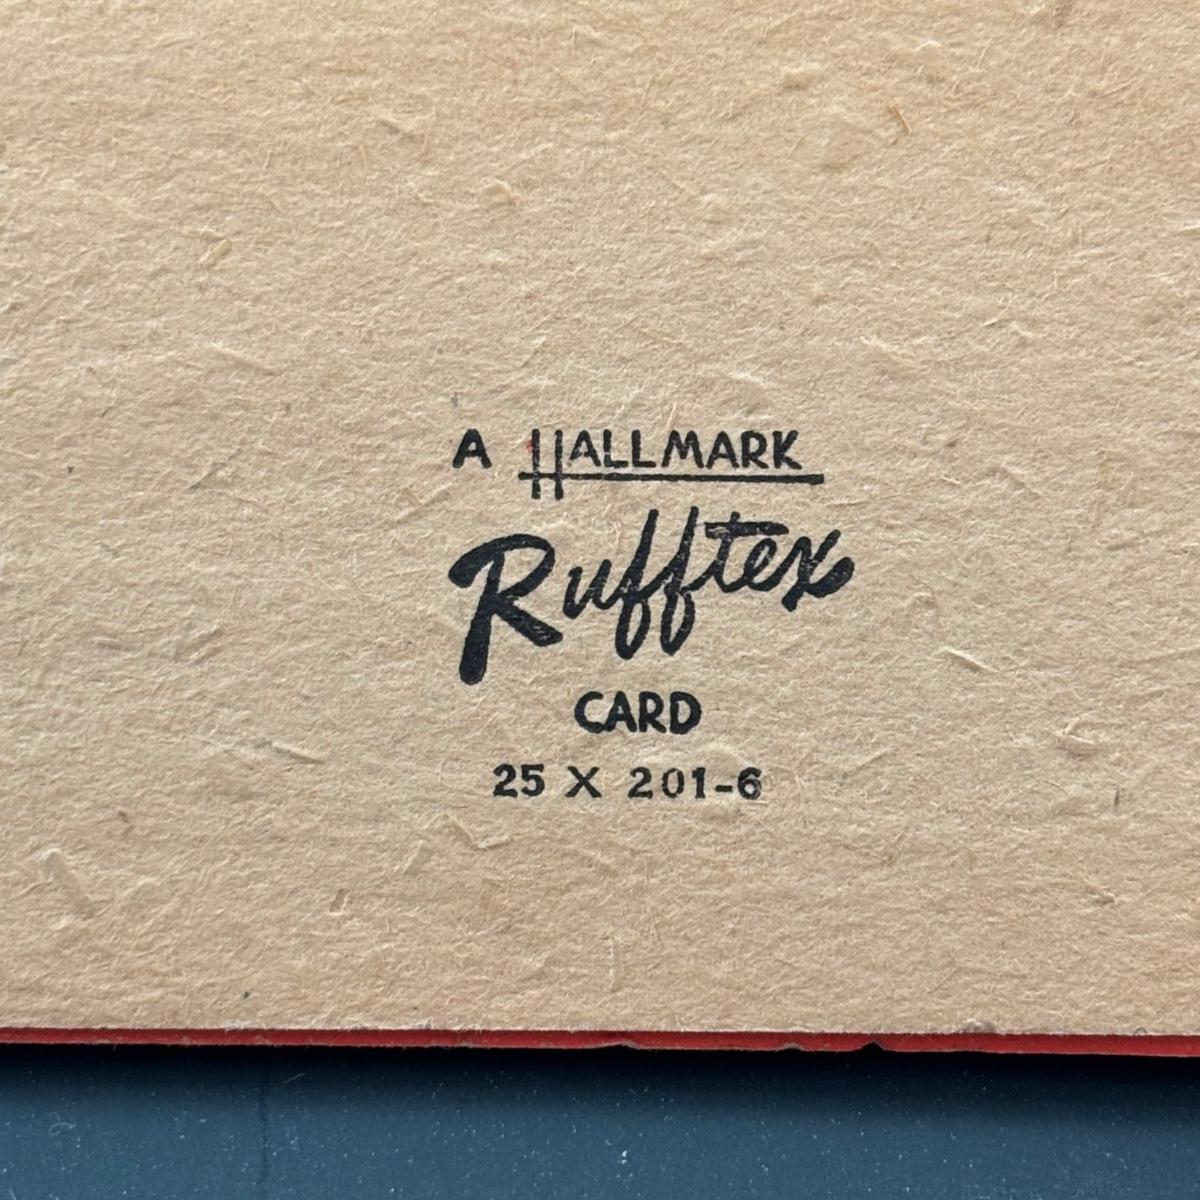 A HALLMARK
Rufftex
CARD
25 X 201-6